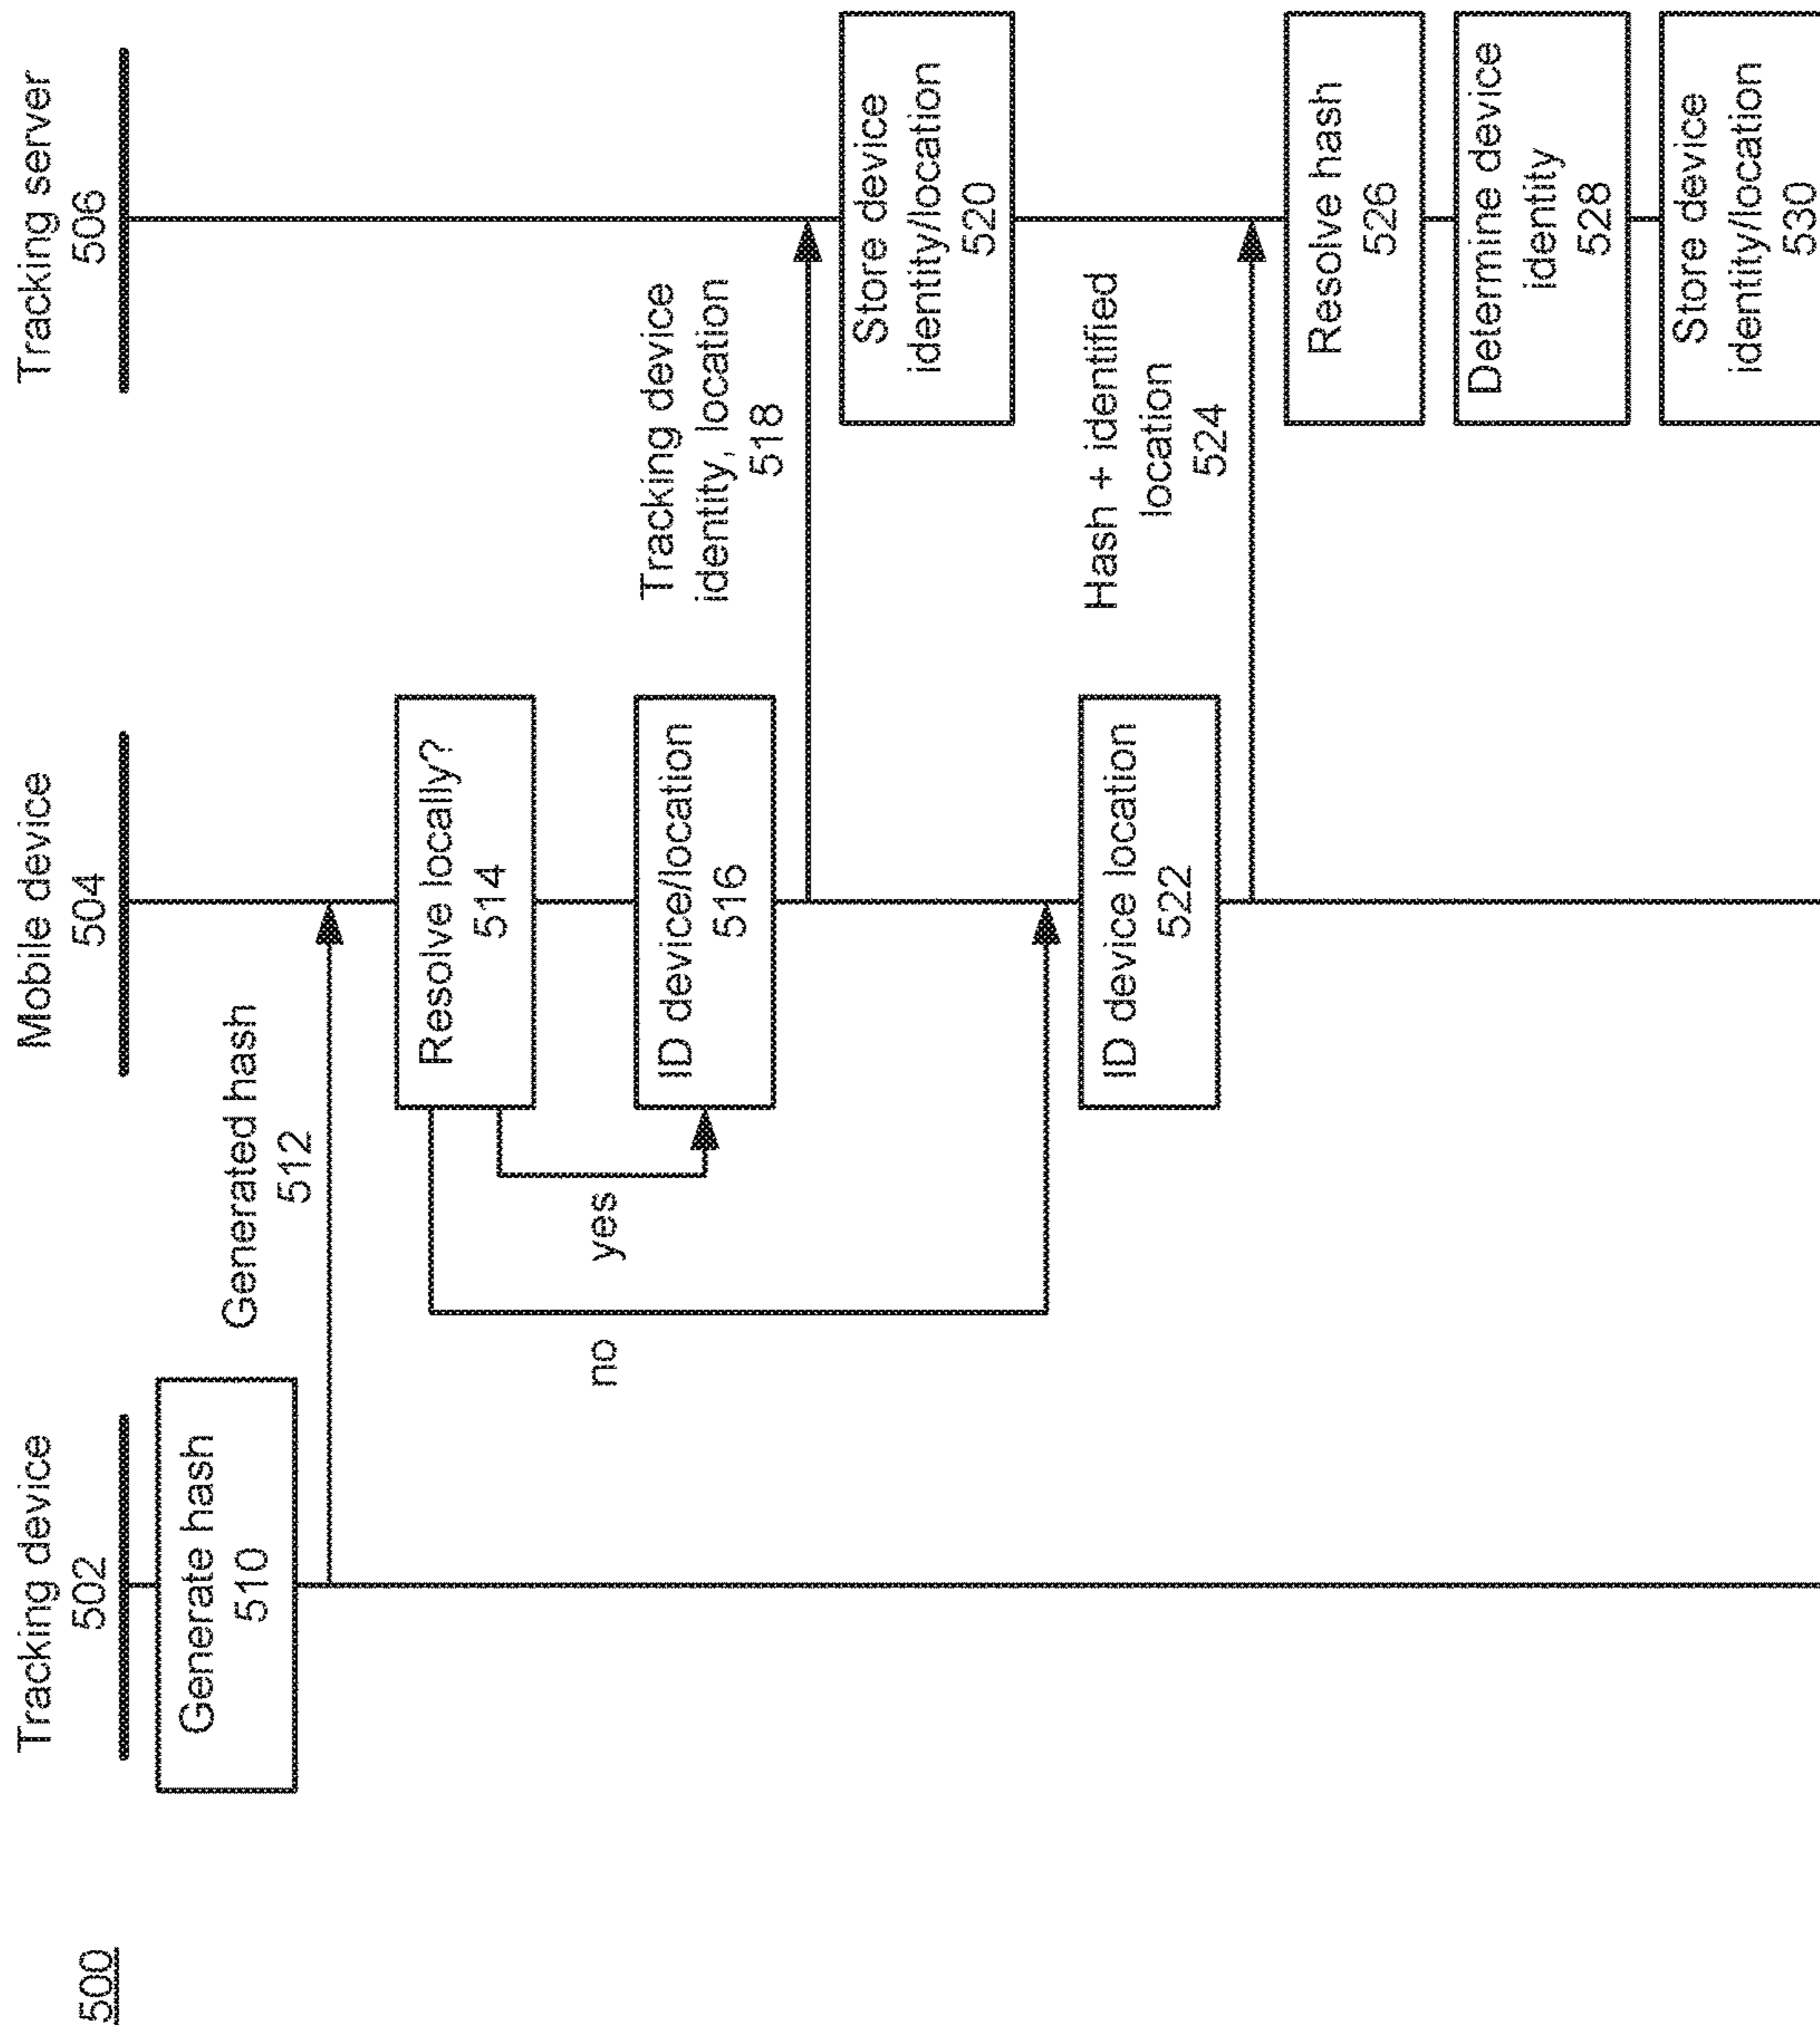 500
Tracking device
502
Mobile device
504
Tracking server
506
Generate hash
510
Generated hash
512
Resolve locally?
514
no
yes
ID device/location
516
Tracking device
identity, location
518
Store device
identity/location
520
ID device location
522
Hash + identified
location
524
Resolve hash
526
Determine device
identity
528
Store device
identity/location
530